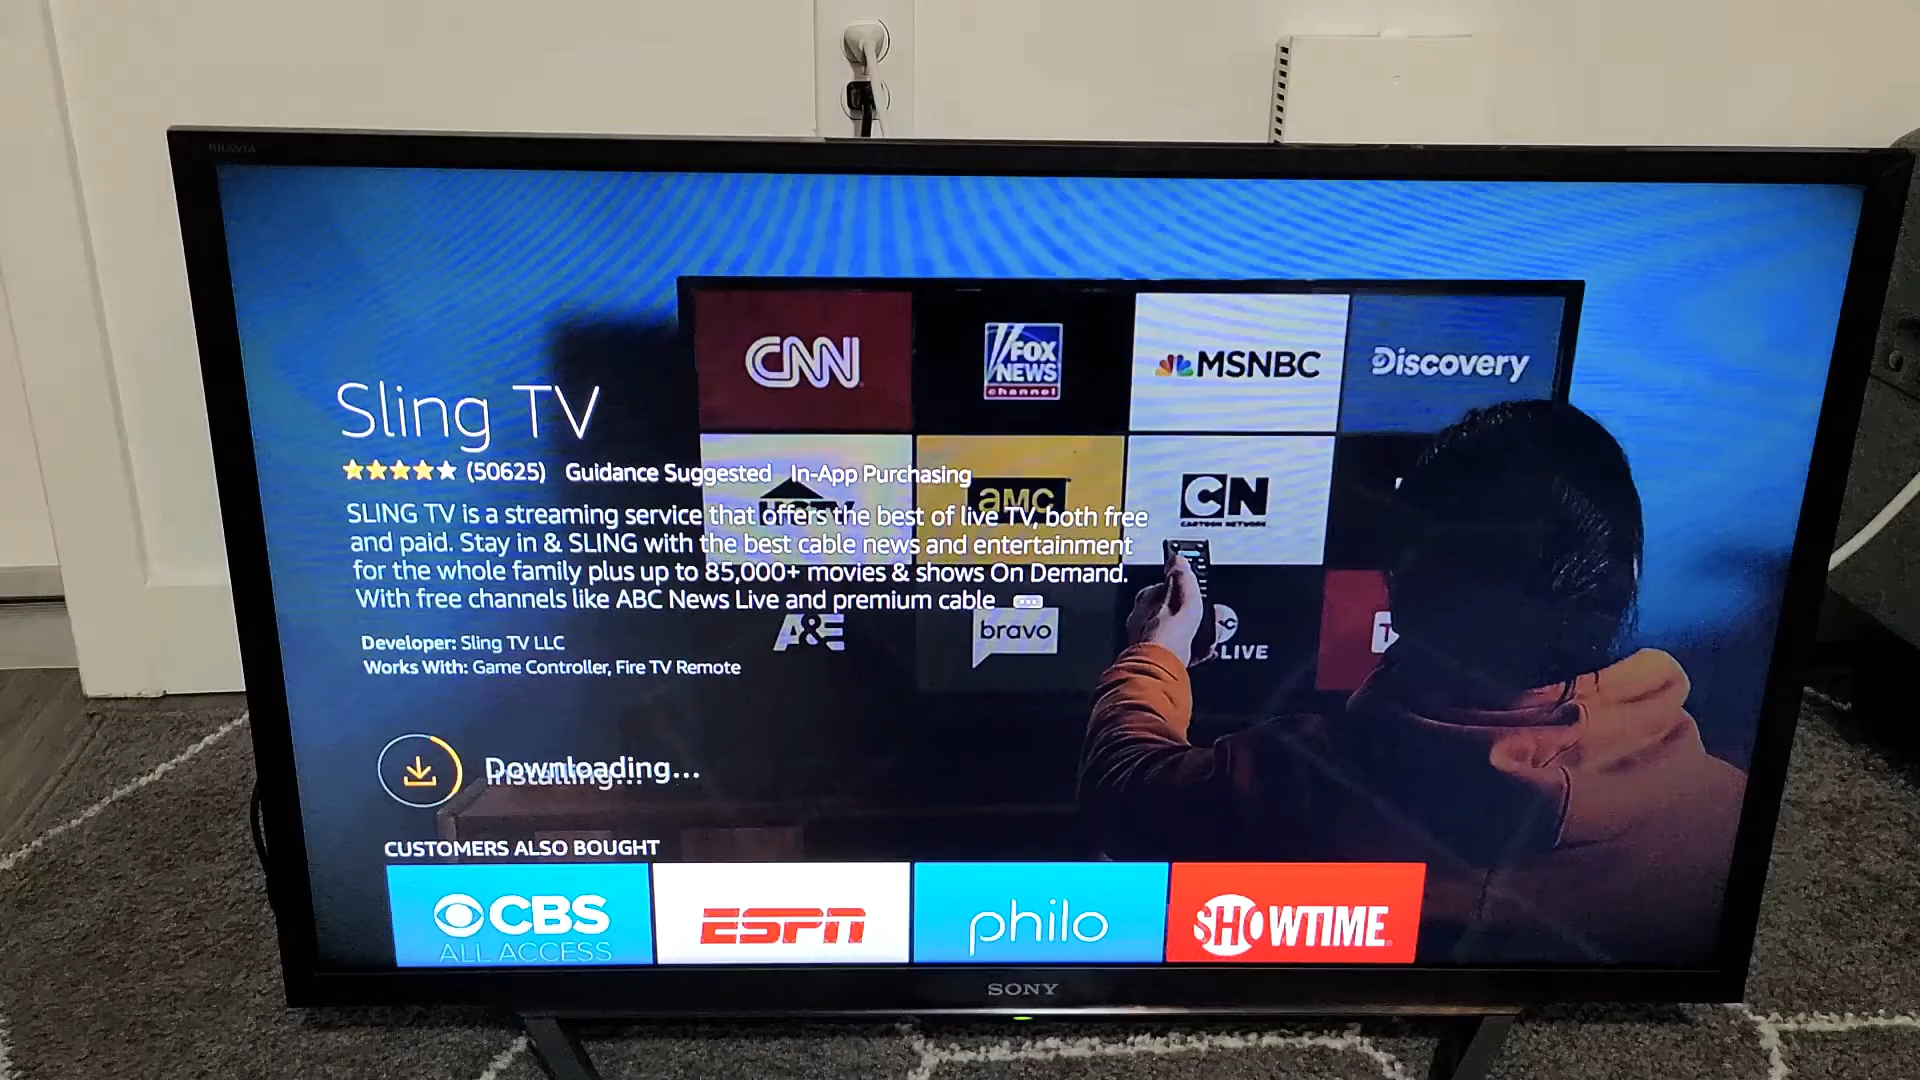 BRAVIA
CNN
FOX NEWS channel
MSNBC
Discovery
Sling TV
(50625) Guidance Suggested In-App Purchasing
aMC
CN
CARTOON NETWORK
SLING TV is a streaming service that offers the best of live TV, both free
and paid. Stay in & SLING with the best cable news and entertainment
for the whole family plus up to 85,000+ movies & shows On Demand.
With free channels like ABC News Live and premium cable
A&E
bravo
LIVE
Developer: Sling TV LLC
Works With: Game Controller, Fire TV Remote
Downloading...
Installing...
CUSTOMERS ALSO BOUGHT
CBS
ALL ACCESS
ESPN
philo
SHOWTIME
SONY